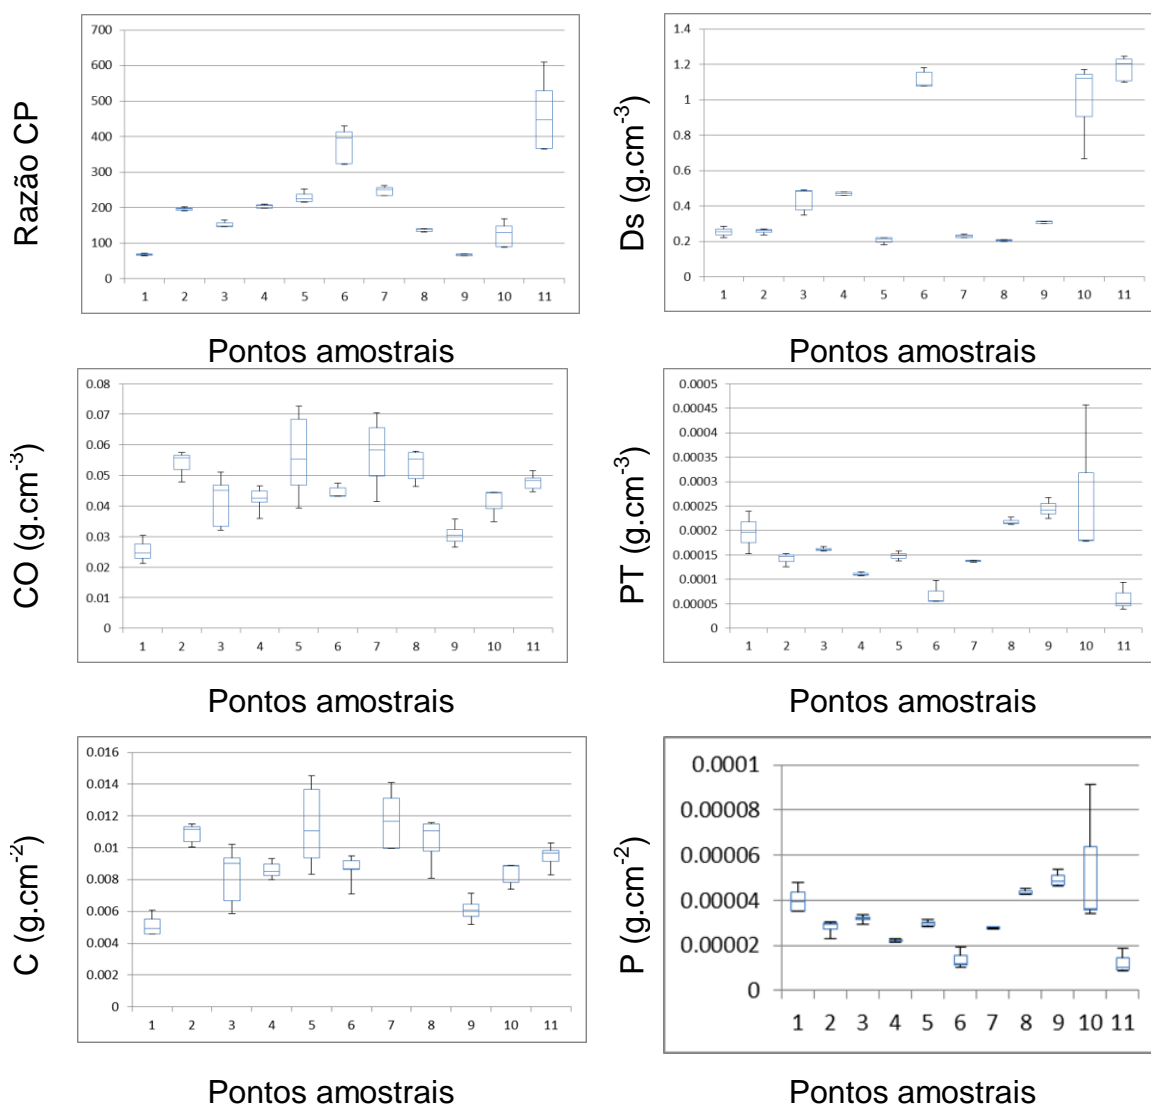 Razão CP
700
600
500
400
300
200
100
0
1 2 3 4 5 6 7 8 9 10 11
Pontos amostrais
Ds (g.cm-3)
1.4
1.2
1
0.8
0.6
0.4
0.2
0
1 2 3 4 5 6 7 8 9 10 11
Pontos amostrais
CO (g.cm-3)
0.08
0.07
0.06
0.05
0.04
0.03
0.02
0.01
0
1 2 3 4 5 6 7 8 9 10 11
Pontos amostrais
PT (g.cm-3)
0.0005
0.00045
0.0004
0.00035
0.0003
0.00025
0.0002
0.00015
0.0001
0.00005
0
1 2 3 4 5 6 7 8 9 10 11
Pontos amostrais
C (g.cm-2)
0.016
0.014
0.012
0.01
0.008
0.006
0.004
0.002
0
1 2 3 4 5 6 7 8 9 10 11
Pontos amostrais
P (g.cm-2)
0.0001
0.00008
0.00006
0.00004
0.00002
0
1 2 3 4 5 6 7 8 9 10 11
Pontos amostrais